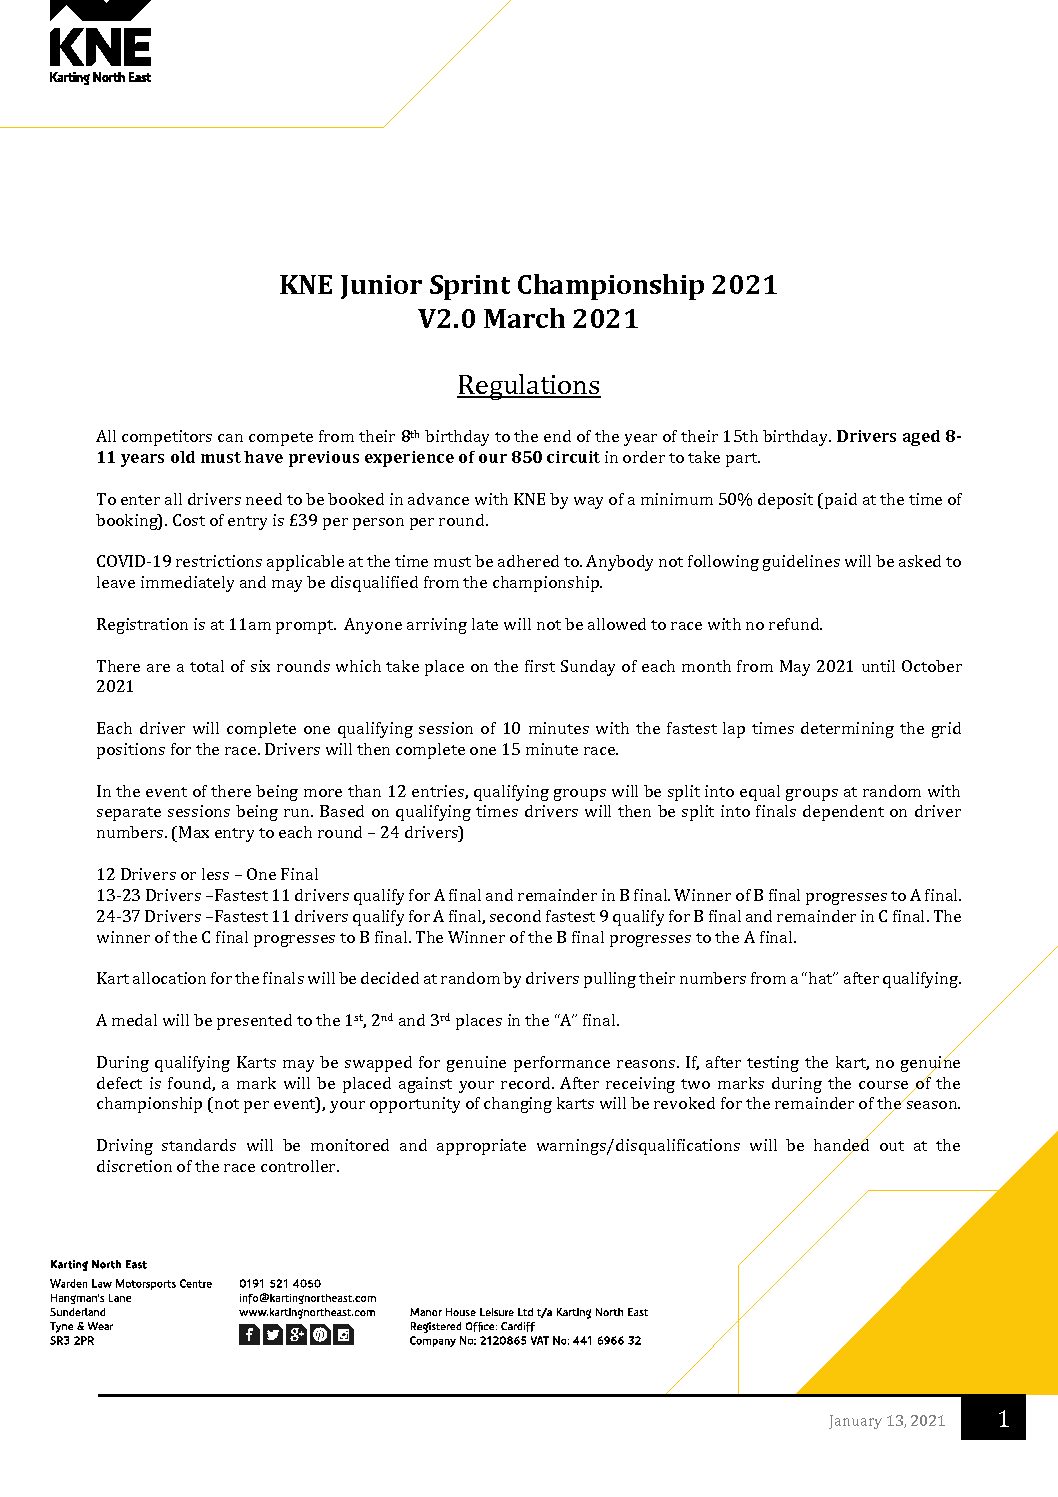 KNE
Karting North East
KNE Junior Sprint Championship 2021
V2.0 March 2021
Regulations
All competitors can compete from their 8th birthday to the end of the year of their 15th birthday. Drivers aged 8-
11 years old must have previous experience of our 850 circuit in order to take part.
To enter all drivers need to be booked in advance with KNE by way of a minimum 50% deposit (paid at the time of
booking). Cost of entry is £39 per person per round.
COVID-19 restrictions applicable at the time must be adhered to. Anybody not following guidelines will be asked to
leave immediately and may be disqualified from the championship.
Registration is at 11am prompt.  Anyone arriving late will not be allowed to race with no refund.
There are a total of six rounds which take place on the first Sunday of each month from May 2021 until October
2021
Each driver will complete one qualifying session of 10 minutes with the fastest lap times determining the grid
positions for the race. Drivers will then complete one 15 minute race.
In the event of there being more than 12 entries, qualifying groups will be split into equal groups at random with
separate sessions being run. Based on qualifying times drivers will then be split into finals dependent on driver
numbers. (Max entry to each round – 24 drivers)
12 Drivers or less – One Final
13-23 Drivers –Fastest 11 drivers qualify for A final and remainder in B final. Winner of B final progresses to A final.
24-37 Drivers –Fastest 11 drivers qualify for A final, second fastest 9 qualify for B final and remainder in C final. The
winner of the C final progresses to B final. The Winner of the B final progresses to the A final.
Kart allocation for the finals will be decided at random by drivers pulling their numbers from a “hat” after qualifying.
A medal will be presented to the 1st, 2nd and 3rd places in the “A” final.
During qualifying Karts may be swapped for genuine performance reasons. If, after testing the kart, no genuine
defect is found, a mark will be placed against your record. After receiving two marks during the course of the
championship (not per event), your opportunity of changing karts will be revoked for the remainder of the season.
Driving standards will be monitored and appropriate warnings/disqualifications will be handed out at the
discretion of the race controller.
Karting North East
Warden Law Motorsports Centre
Hangman's Lane
Sunderland
Tyne & Wear
SR3 2PR
0191 521 4050
info@kartingnortheast.com
www.kartingnortheast.com
Manor House Leisure Ltd t/a Karting North East
Registered Office: Cardiff
Company No: 2120865 VAT No: 441 6966 32
January 13, 2021
1